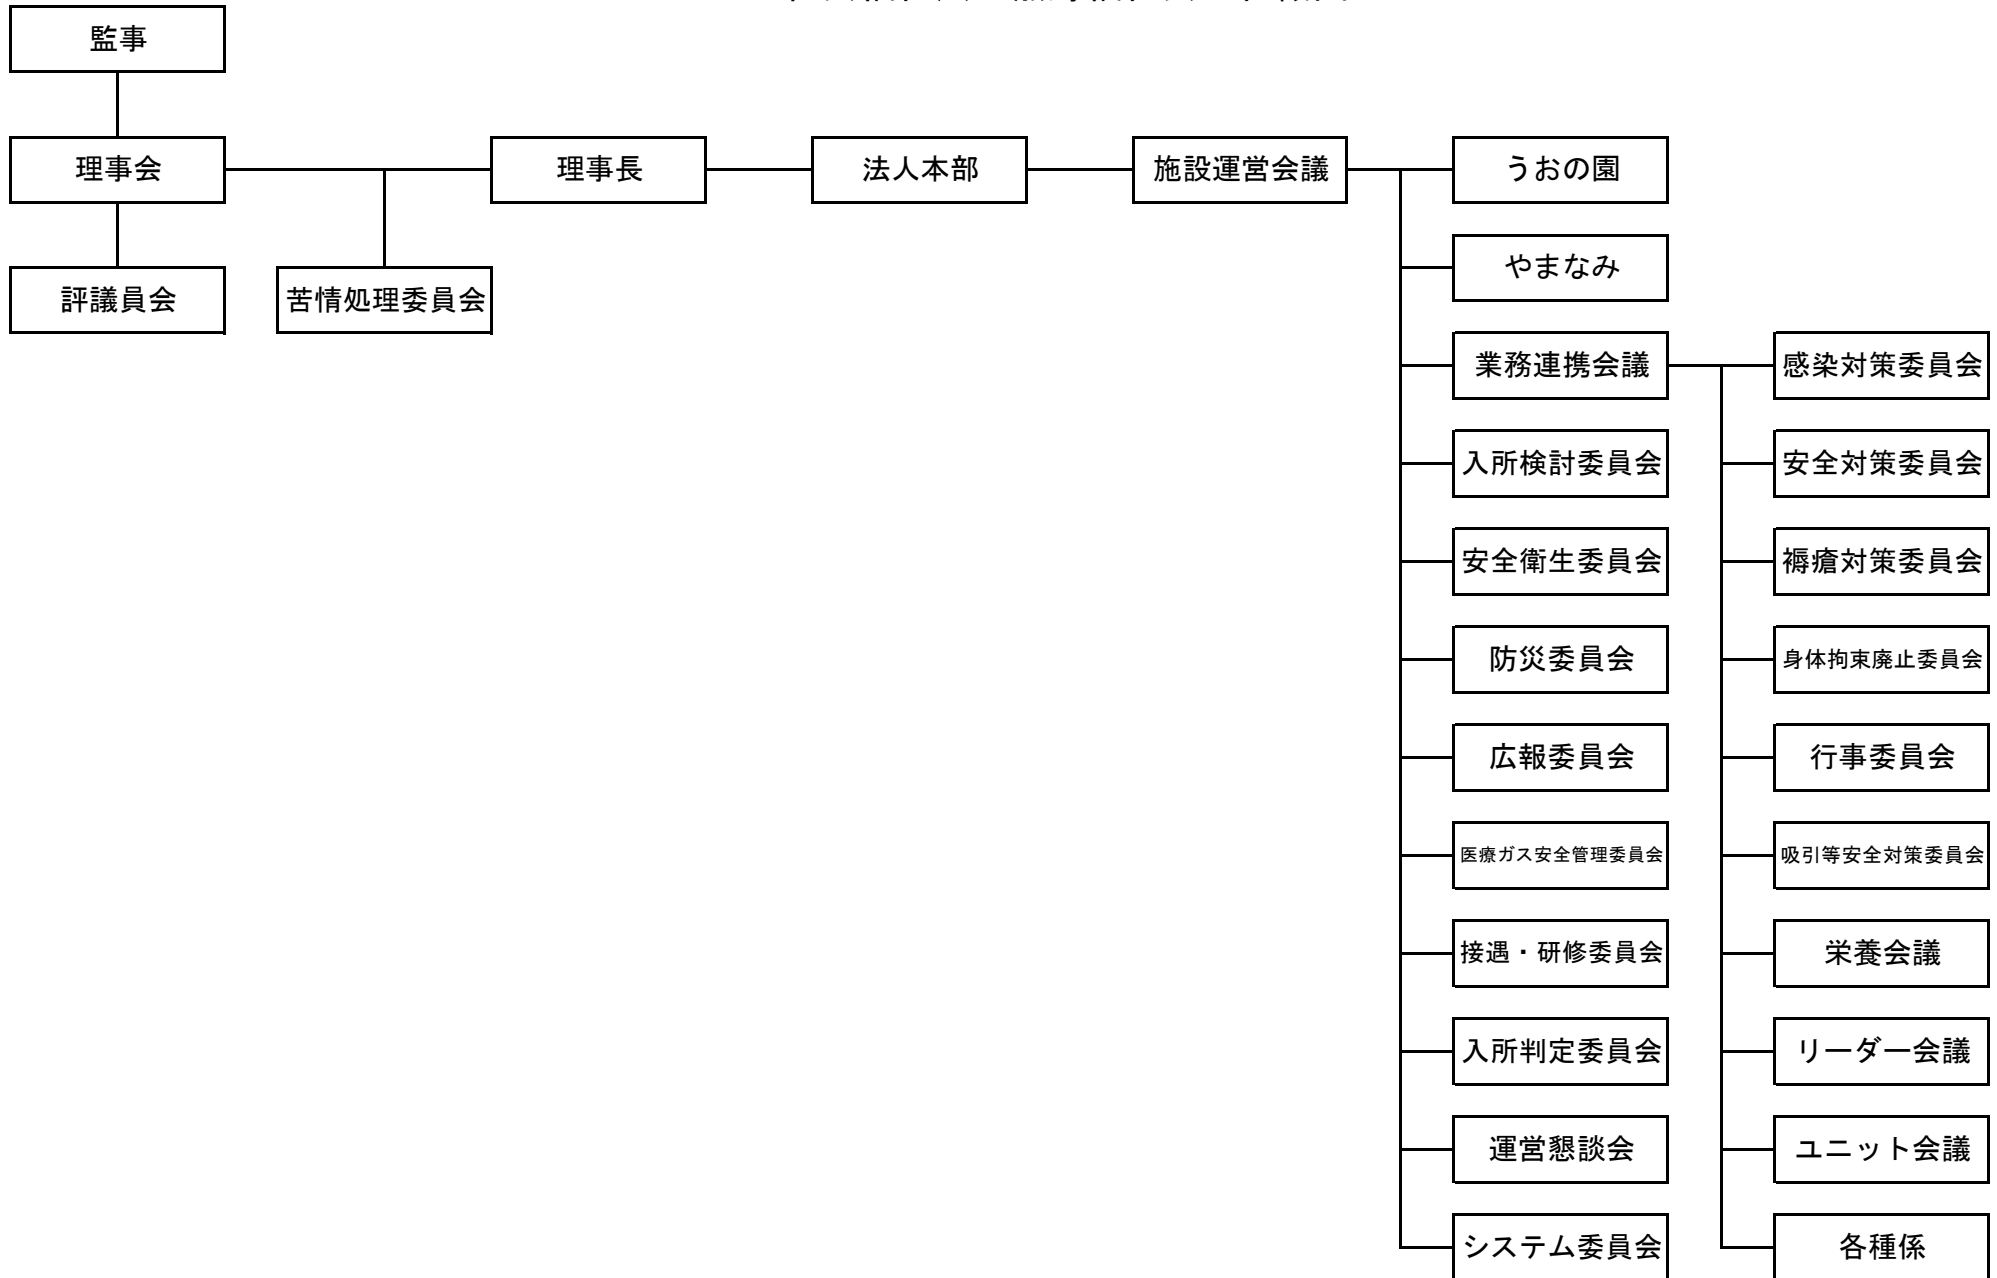 監事
理事会
理事長
法人本部
施設運営会議
うおの園
やまなみ
評議員会
苦情処理委員会
業務連携会議
感染対策委員会
入所検討委員会
安全対策委員会
安全衛生委員会
褥瘡対策委員会
防災委員会
身体拘束廃止委員会
広報委員会
行事委員会
医療ガス安全管理委員会
吸引等安全対策委員会
接遇・研修委員会
栄養会議
入所判定委員会
リーダー会議
運営懇談会
ユニット会議
システム委員会
各種係